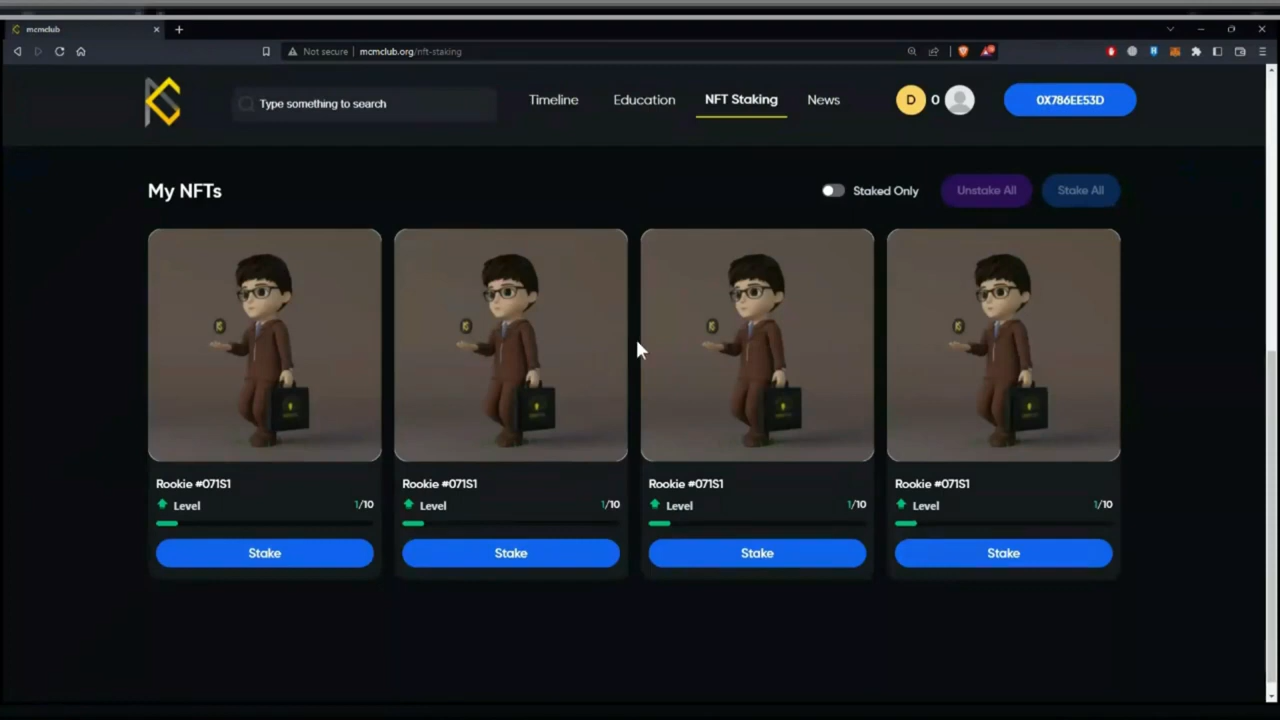 mcmclub
Not secure | mcmclub.org/nft-staking
Type something to search
Timeline
Education
NFT Staking
News
D
0
0X786EE53D
My NFTs
Staked Only
Unstake All
Stake All
Rookie #071S1
Level
1/10
Stake
Rookie #071S1
Level
1/10
Stake
Rookie #071S1
Level
1/10
Stake
Rookie #071S1
Level
1/10
Stake